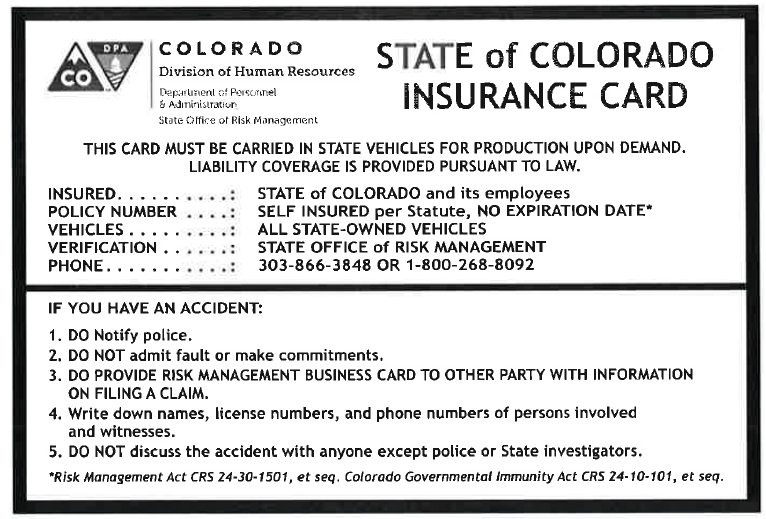 DPA
CO
COLORADO
Division of Human Resources
Department of Personnel
& Administration
State Office of Risk Management
STATE of COLORADO
INSURANCE CARD
THIS CARD MUST BE CARRIED IN STATE VEHICLES FOR PRODUCTION UPON DEMAND.
LIABILITY COVERAGE IS PROVIDED PURSUANT TO LAW.
INSURED. . . . . . . . . . : STATE of COLORADO and its employees
POLICY NUMBER . . . . : SELF INSURED per Statute, NO EXPIRATION DATE*
VEHICLES . . . . . . . . . : ALL STATE-OWNED VEHICLES
VERIFICATION . . . . . . : STATE OFFICE of RISK MANAGEMENT
PHONE. . . . . . . . . . . : 303-866-3848 OR 1-800-268-8092
IF YOU HAVE AN ACCIDENT:
1. DO Notify police.
2. DO NOT admit fault or make commitments.
3. DO PROVIDE RISK MANAGEMENT BUSINESS CARD TO OTHER PARTY WITH INFORMATION
ON FILING A CLAIM.
4. Write down names, license numbers, and phone numbers of persons involved
and witnesses.
5. DO NOT discuss the accident with anyone except police or State investigators.
*Risk Management Act CRS 24-30-1501, et seq. Colorado Governmental Immunity Act CRS 24-10-101, et seq.